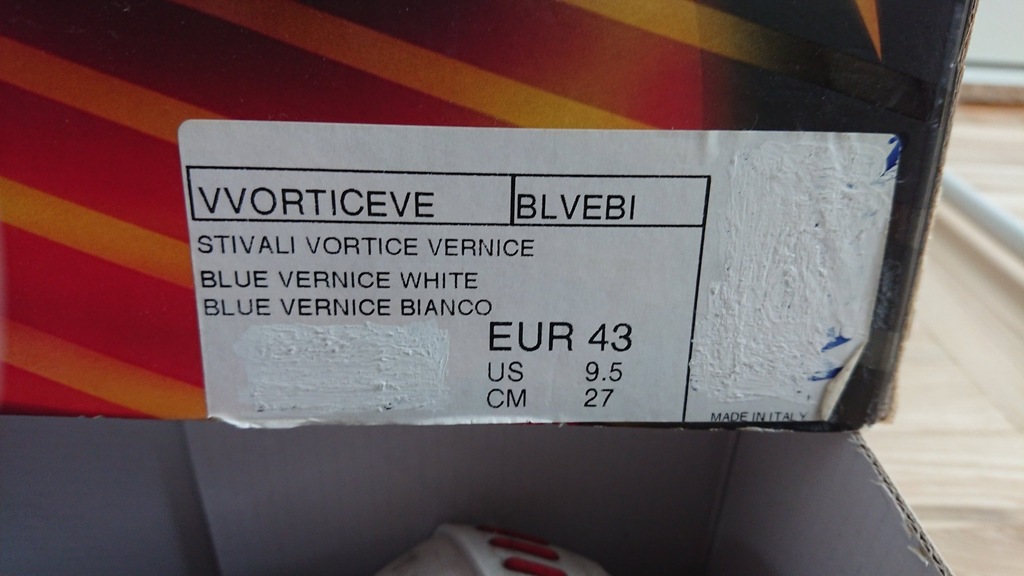 VVORTICEVE BLVEBI
STIVALI VORTICE VERNICE
BLUE VERNICE WHITE
BLUE VERNICE BIANCO
EUR 43
US 9.5
CM 27
MADE IN ITALY